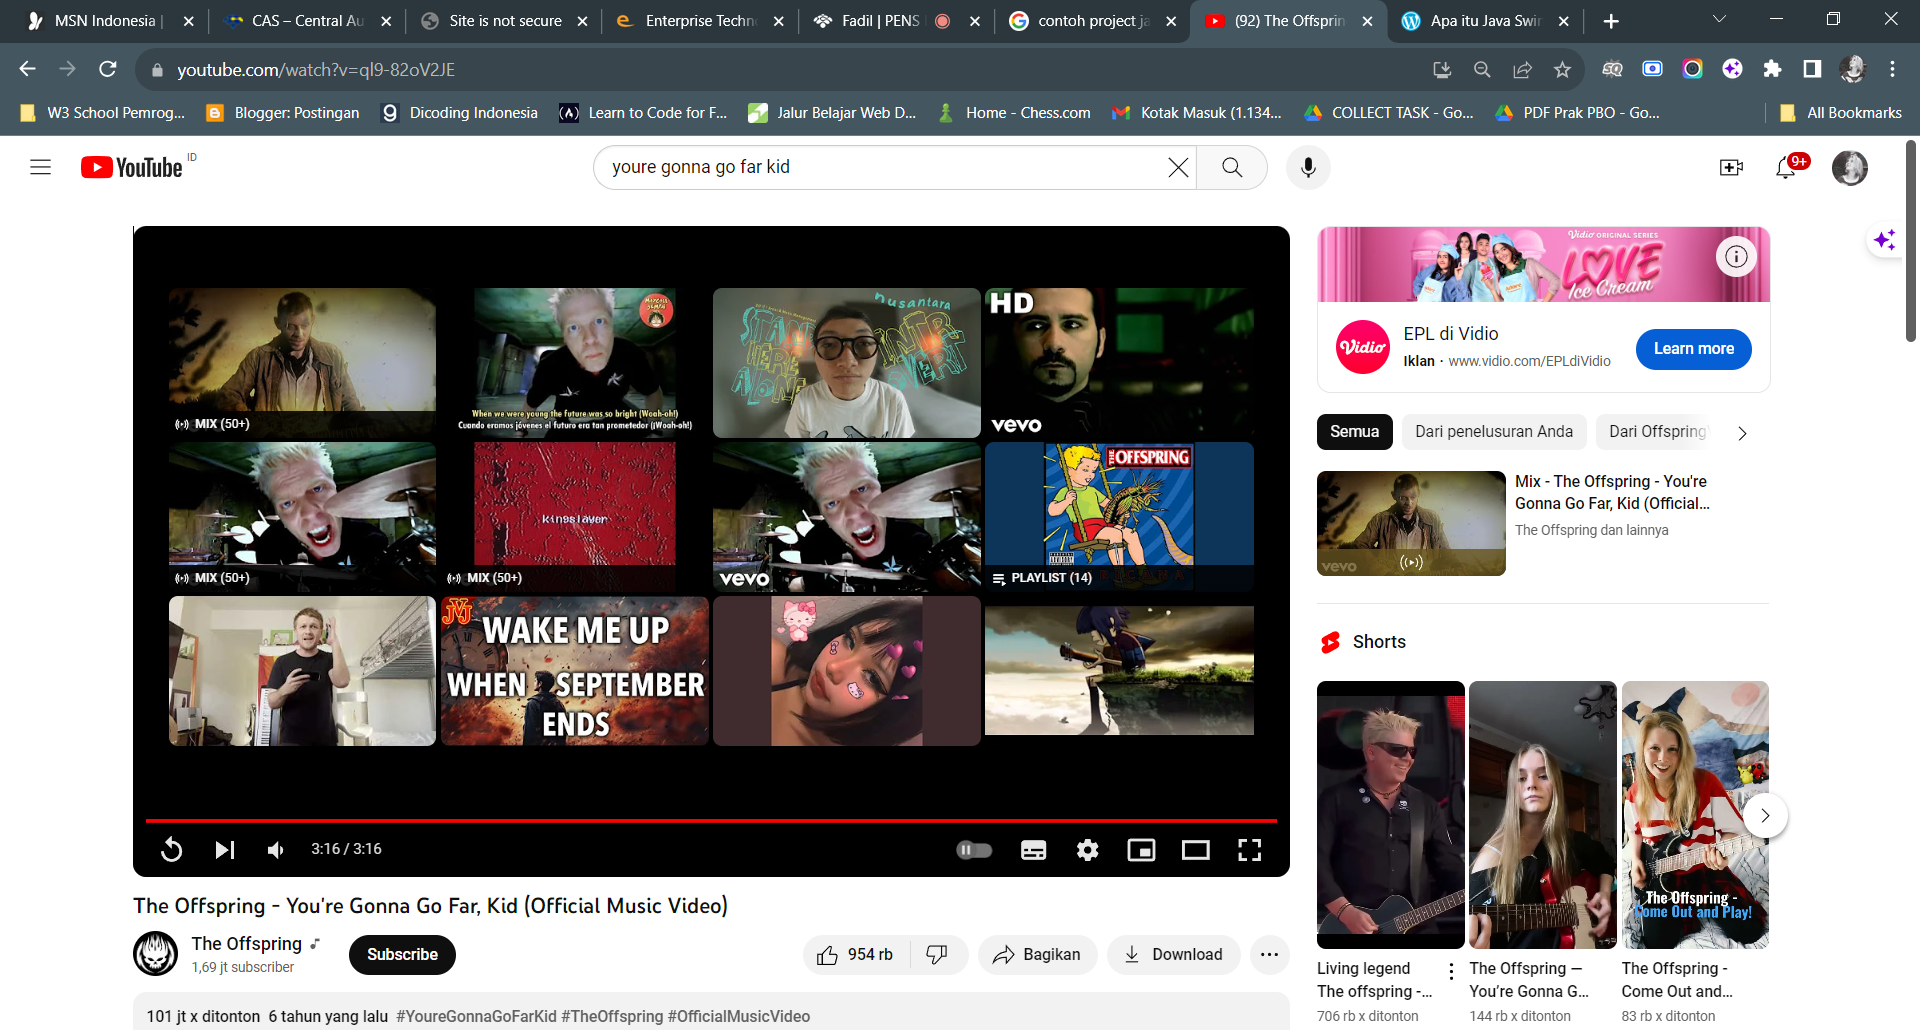 MSN Indonesia |
CAS – Central Au
Site is not secure
Enterprise Techn
Fadil | PENS
contoh project ja
(92) The Offsprin
Apa itu Java Swin
youtube.com/watch?v=ql9-82oV2JE
W3 School Pemrog...
Blogger: Postingan
Dicoding Indonesia
Learn to Code for F...
Jalur Belajar Web D...
Home - Chess.com
Kotak Masuk (1.134...
COLLECT TASK - Go...
PDF Prak PBO - Go...
All Bookmarks
YouTube ID
youre gonna go far kid
9+
MIX (50+)
When we were young the future was so bright (Woah-oh!)
Cuando eramos jóvenes el futuro era tan prometedor (¡Woah-oh!)
nusantara
STAND HERE ALONE
HD
vevo
MIX (50+)
kingslayer
MIX (50+)
vevo
THE OFFSPRING
PLAYLIST (14)
JVJ
WAKE ME UP
WHEN SEPTEMBER
ENDS
3:16 / 3:16
The Offspring - You're Gonna Go Far, Kid (Official Music Video)
The Offspring
1,69 jt subscriber
Subscribe
954 rb
Bagikan
Download
101 jt x ditonton 6 tahun yang lalu #YoureGonnaGoFarKid #TheOffspring #OfficialMusicVideo
Vidio ORIGINAL SERIES
LOVE
Ice Cream
Vidio
EPL di Vidio
Iklan · www.vidio.com/EPLdiVidio
Learn more
Semua
Dari penelusuran Anda
Dari Offspring
vevo
Mix - The Offspring - You're
Gonna Go Far, Kid (Official...
The Offspring dan lainnya
Shorts
The Offspring -
Come Out and Play!
Living legend
The offspring -...
706 rb x ditonton
The Offspring —
You're Gonna G...
144 rb x ditonton
The Offspring -
Come Out and...
83 rb x ditonton